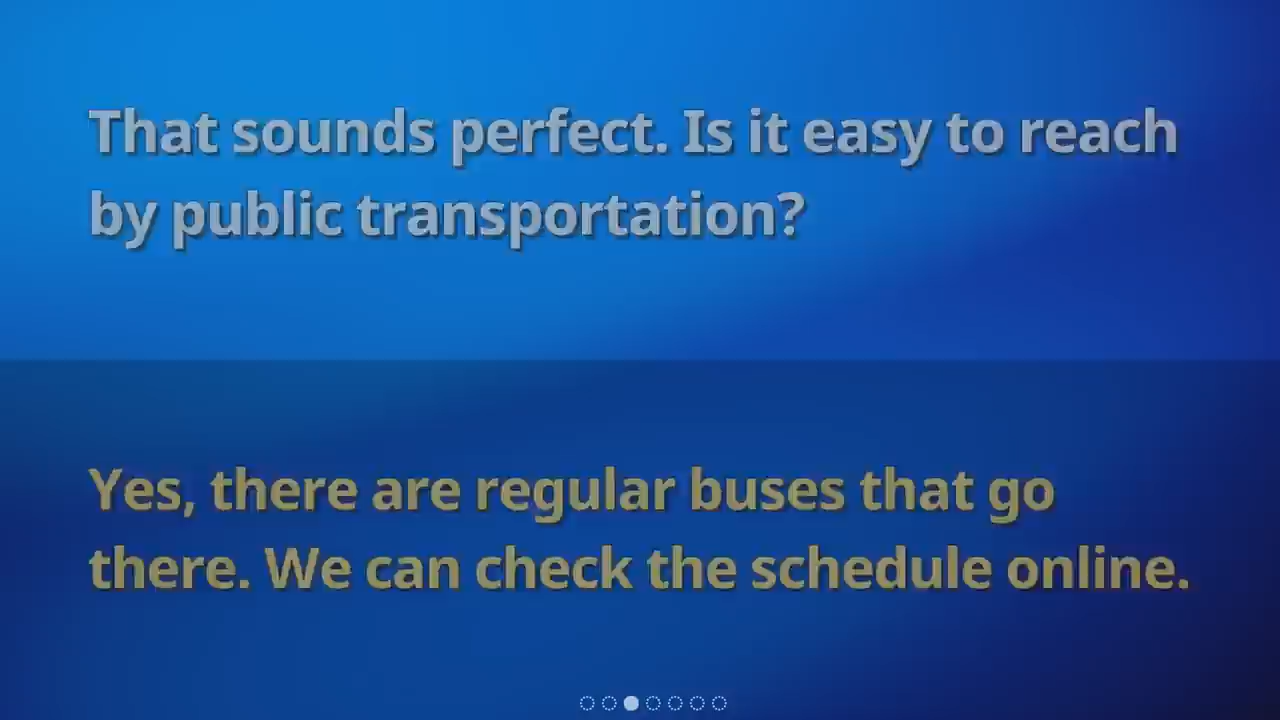 That sounds perfect. Is it easy to reach
by public transportation?
Yes, there are regular buses that go
there. We can check the schedule online.